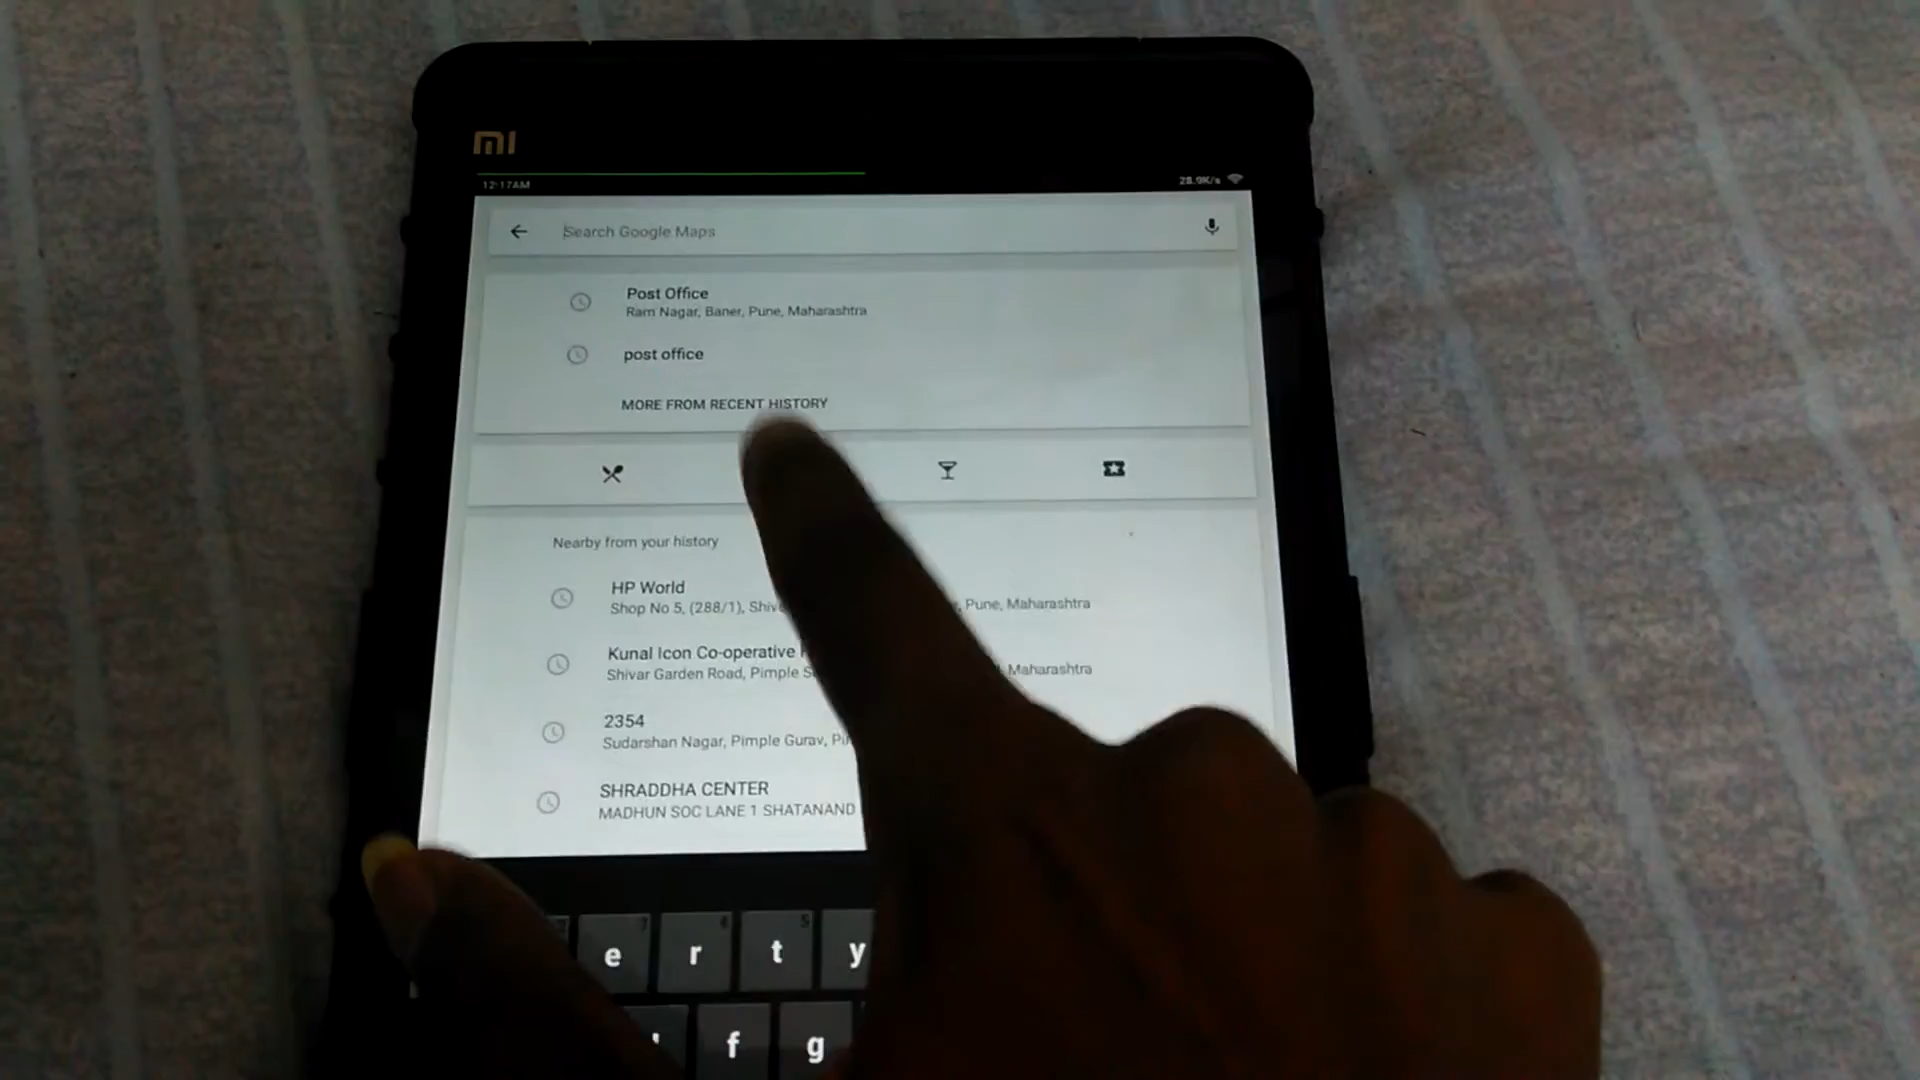 mi
12:17AM
28.9K/s
Search Google Maps
Post Office
Ram Nagar, Baner, Pune, Maharashtra
post office
MORE FROM RECENT HISTORY
Nearby from your history
HP World
Shop No 5, (288/1), Pune, Maharashtra
Kunal Icon Co-operative
Shivar Garden Road, Pimple Maharashtra
2354
Sudarshan Nagar, Pimple Gurav,
SHRADDHA CENTER
MADHUN SOC LANE 1 SHATANAND
e r t y
f g